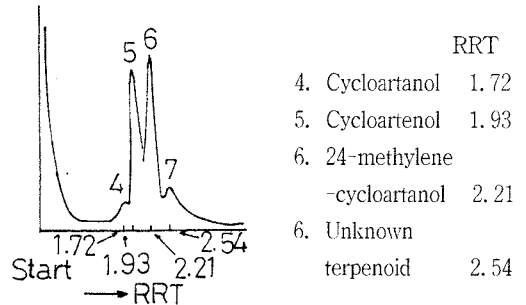 5
6
4
7
1.72
2.54
1.93
2.21
Start
RRT
RRT
4. Cycloartanol 1.72
5. Cycloartenol 1.93
6. 24-methylene
-cycloartanol 2.21
6. Unknown
terpenoid 2.54